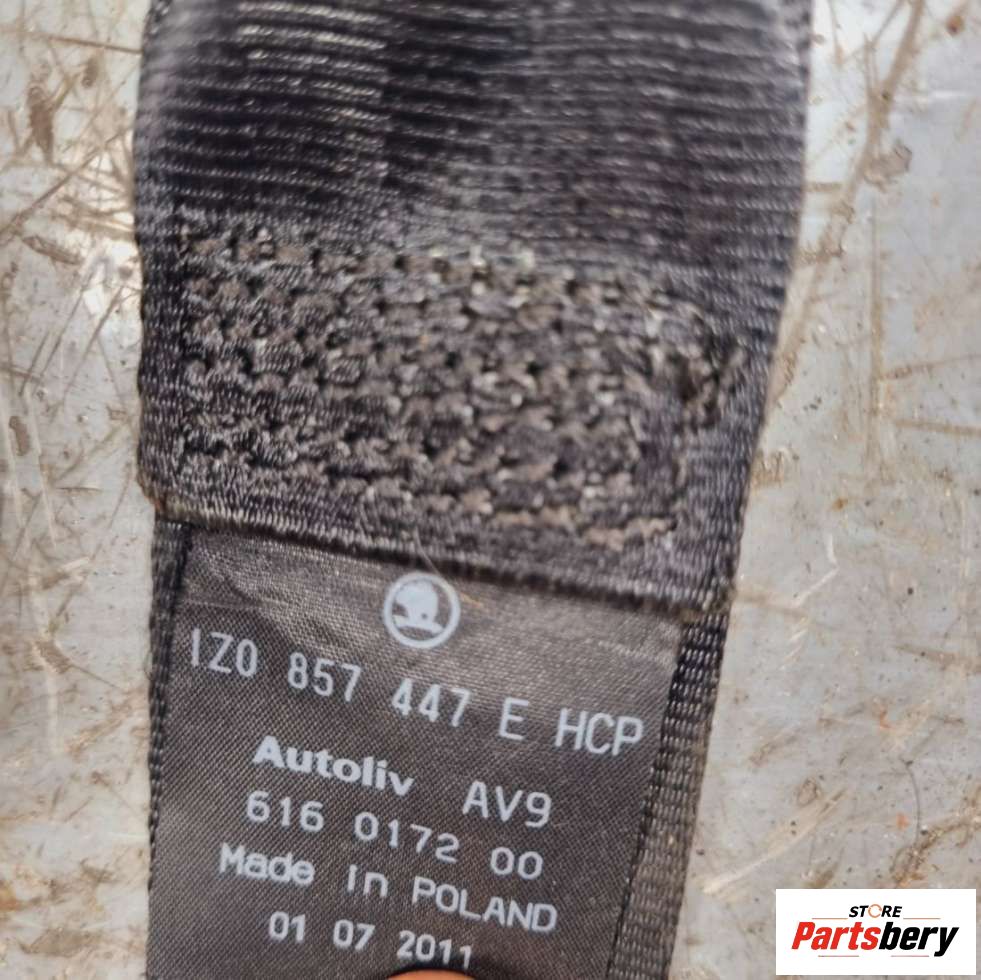 1Z0 857 447 E HCP
Autoliv AV9
616 0172 00
Made in POLAND
01 07 2011
STORE
Partsbery